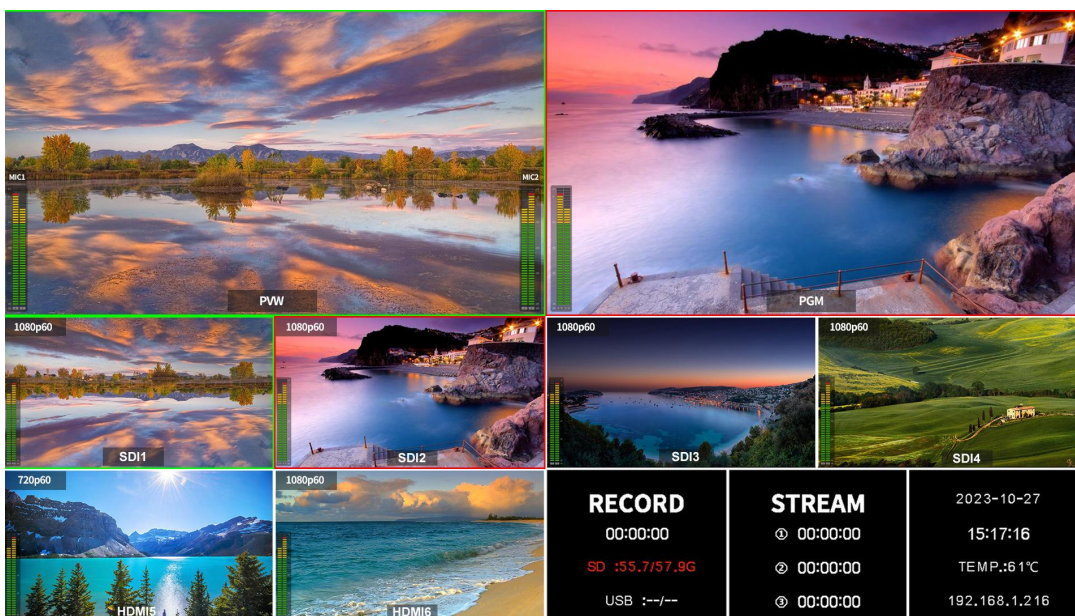 MIC1
MIC2
PVW
PGM
1080p60
1080p60
1080p60
1080p60
SDI1
SDI2
SDI3
SDI4
720p60
1080p60
HDMI5
HDMI6
RECORD
00:00:00
SD :55.7/57.9G
USB :--/--
STREAM
① 00:00:00
② 00:00:00
③ 00:00:00
2023-10-27
15:17:16
TEMP.:61℃
192.168.1.216